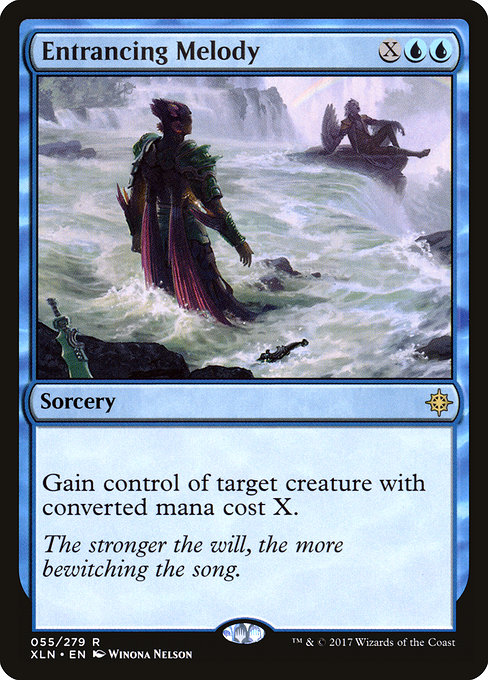 Entrancing Melody X
Sorcery
Gain control of target creature with
converted mana cost X.
The stronger the will, the more
bewitching the song.
055/279 R
XLN • EN Winona Nelson
™ & © 2017 Wizards of the Coast